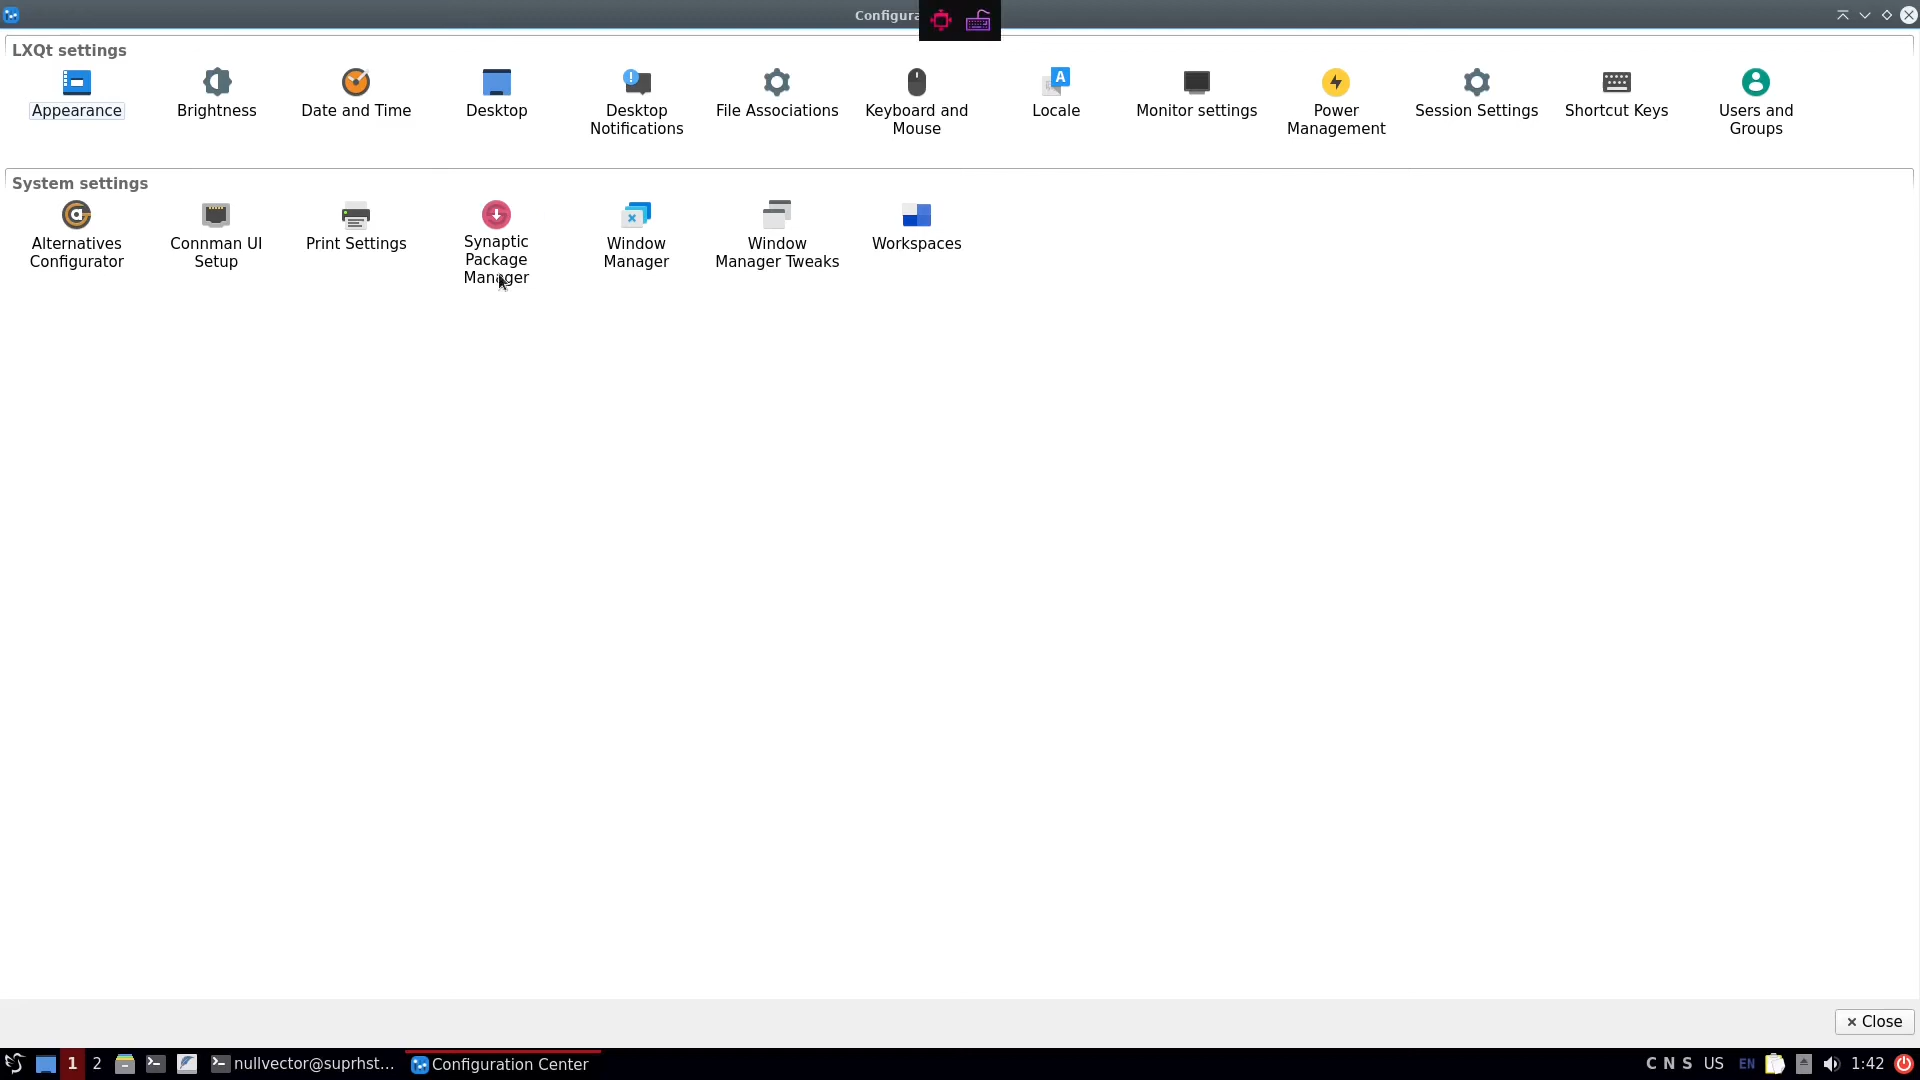 Configura
LXQt settings
Appearance
Brightness
Date and Time
Desktop
Desktop
Notifications
File Associations
Keyboard and
Mouse
Locale
Monitor settings
Power
Management
Session Settings
Shortcut Keys
Users and
Groups
System settings
Alternatives
Configurator
Connman UI
Setup
Print Settings
Synaptic
Package
Manager
Window
Manager
Window
Manager Tweaks
Workspaces
Close
1
2
nullvector@suprhst...
Configuration Center
C N S
US
EN
1:42